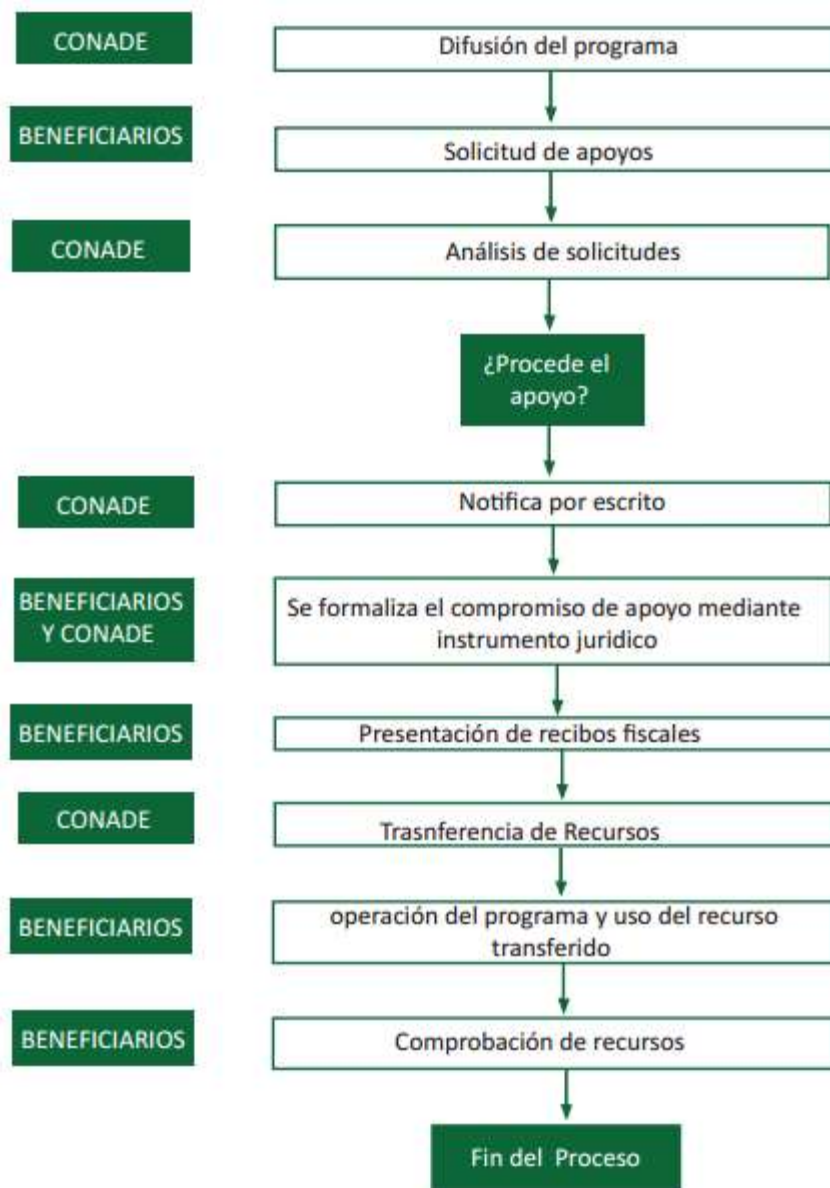 CONADE
Difusión del programa
BENEFICIARIOS
Solicitud de apoyos
CONADE
Análisis de solicitudes
¿Procede el
apoyo?
CONADE
Notifica por escrito
BENEFICIARIOS
Y CONADE
Se formaliza el compromiso de apoyo mediante
instrumento juridico
BENEFICIARIOS
Presentación de recibos fiscales
CONADE
Trasnferencia de Recursos
BENEFICIARIOS
operación del programa y uso del recurso
transferido
BENEFICIARIOS
Comprobación de recursos
Fin del Proceso